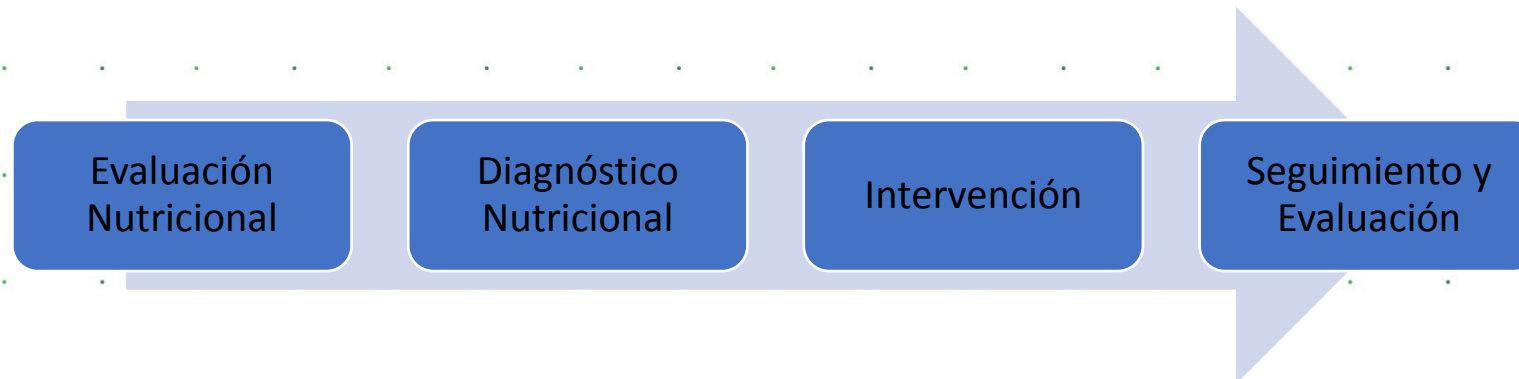 Evaluación
Nutricional
Diagnóstico
Nutricional
Intervención
Seguimiento y
Evaluación